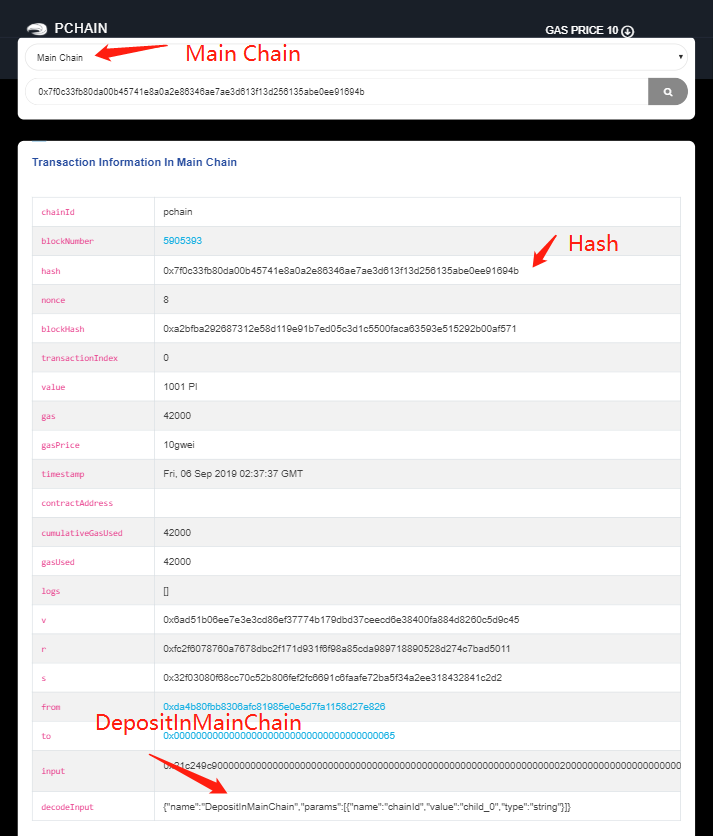 PCHAIN
GAS PRICE 10
Main Chain
Main Chain
0x7f0c33fb80da00b45741e8a0a2e86346ae7ae3d613f13d256135abe0ee91694b
Transaction Information In Main Chain
chainId pchain
blockNumber 5905393
Hash
hash 0x7f0c33fb80da00b45741e8a0a2e86346ae7ae3d613f13d256135abe0ee91694b
nonce 8
blockHash 0xa2bfba292687312e58d119e91b7ed05c3d1c5500faca63593e515292b00af571
transactionIndex 0
value 1001 PI
gas 42000
gasPrice 10gwei
timestamp Fri, 06 Sep 2019 02:37:37 GMT
contractAddress
cumulativeGasUsed 42000
gasUsed 42000
logs []
v 0x6ad51b06ee7e3e3cd86ef37774b179dbd37ceecd6e38400fa884d8260c5d9c45
r 0xfc2f6078760a7678dbc2f171d931f6f98a85cda989718890528d274c7bad5011
s 0x32f03080f68cc70c52b806fef2fc6691c6faafe72ba5f34a2ee318432841c2d2
from 0xda4b80fbb8306afc81985e0e5d7fa1158d27e826
DepositInMainChain
to 0x0000000000000000000000000000000000000065
input
decodeInput {"name":"DepositInMainChain","params":[{"name":"chainId","value":"child_0","type":"string"}]}